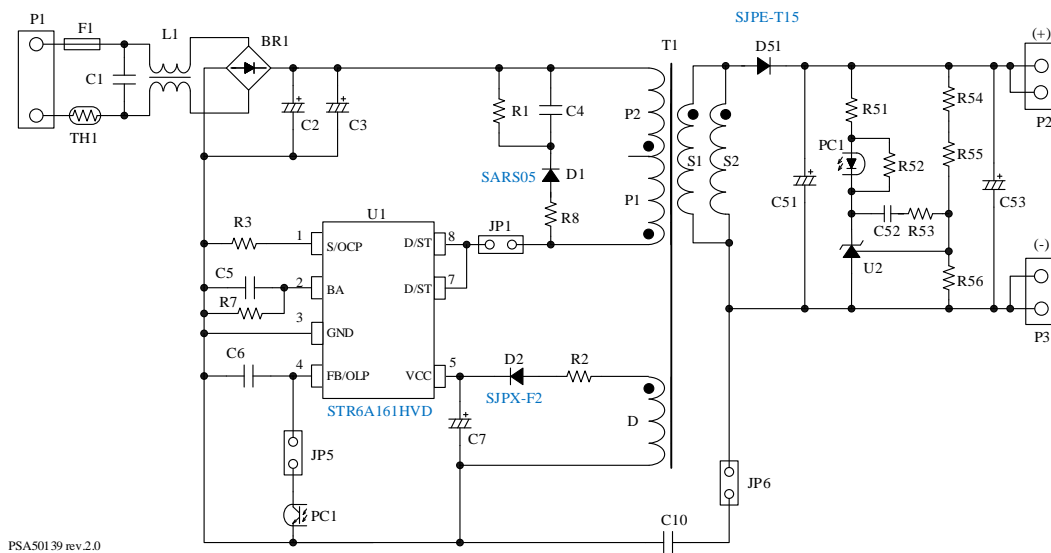 SJPE-T15
P1
F1
L1
BR1
T1
D51
(+)
C1
TH1
C2
C3
R1
C4
P2
S1
S2
R51
PC1
R52
R54
R55
P2
SARS05
D1
R8
P1
C51
C52
R53
C53
U1
JP1
R3
1
S/OCP
D/ST
8
U2
R56
(-)
C5
2
BA
D/ST
7
R7
3
GND
P3
C6
4
FB/OLP
VCC
5
D2
R2
STR6A161HVD
SJPX-F2
C7
D
JP5
JP6
PC1
C10
PSA50139 rev.2.0